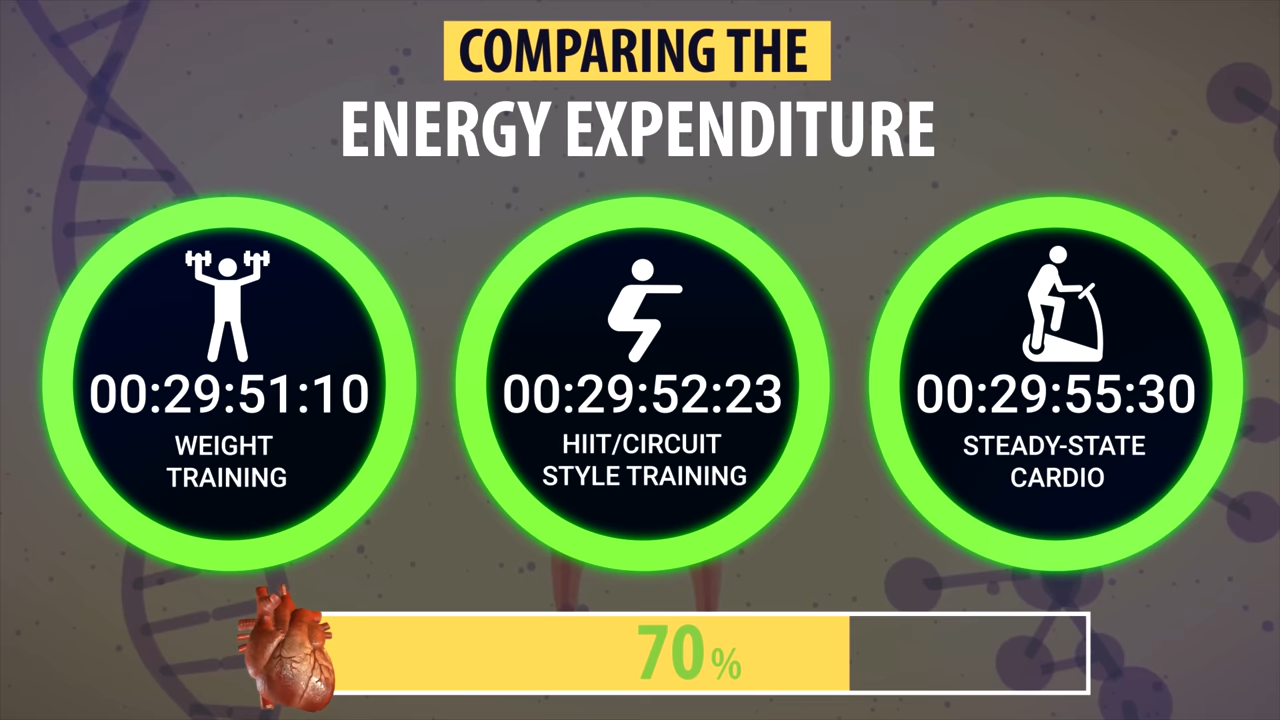 COMPARING THE
ENERGY EXPENDITURE
00:29:51:10
WEIGHT
TRAINING
00:29:52:23
HIIT/CIRCUIT
STYLE TRAINING
00:29:55:30
STEADY-STATE
CARDIO
70%